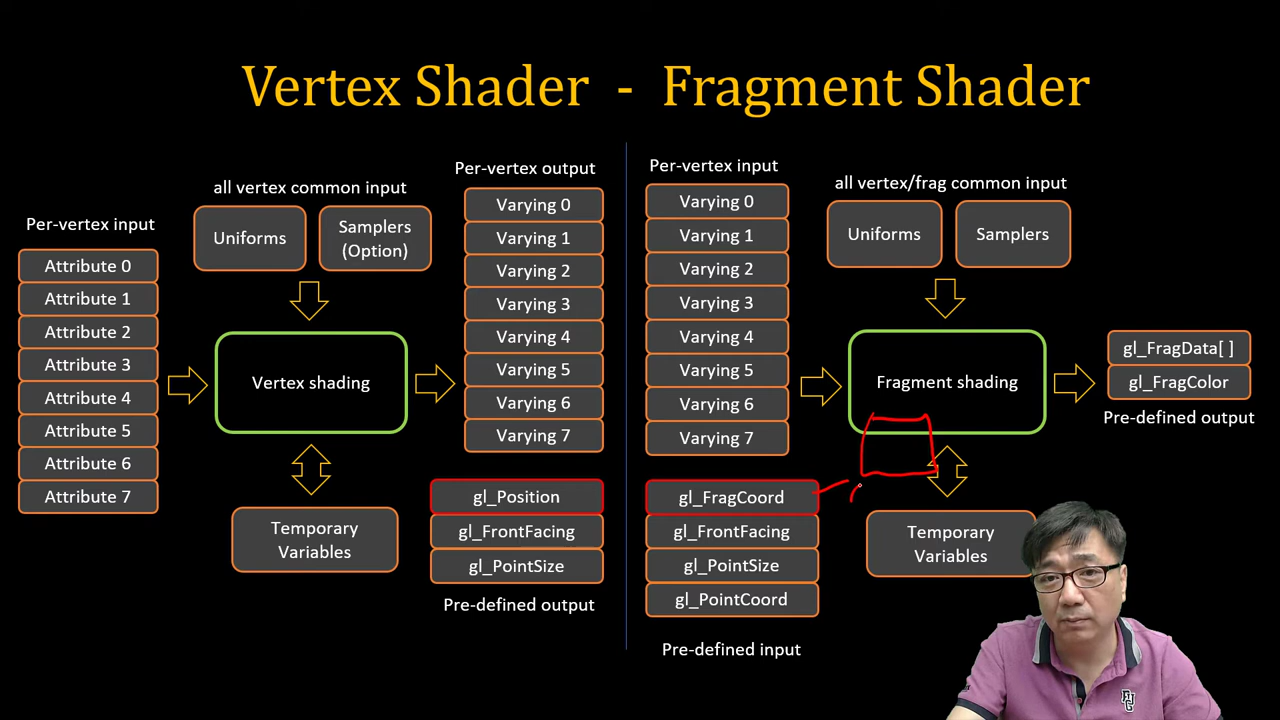 Vertex Shader - Fragment Shader
Per-vertex input
Attribute 0
Attribute 1
Attribute 2
Attribute 3
Attribute 4
Attribute 5
Attribute 6
Attribute 7
all vertex common input
Uniforms
Samplers
(Option)
Vertex shading
Temporary
Variables
Per-vertex output
Varying 0
Varying 1
Varying 2
Varying 3
Varying 4
Varying 5
Varying 6
Varying 7
gl_Position
gl_FrontFacing
gl_PointSize
Pre-defined output
Per-vertex input
Varying 0
Varying 1
Varying 2
Varying 3
Varying 4
Varying 5
Varying 6
Varying 7
gl_FragCoord
gl_FrontFacing
gl_PointSize
gl_PointCoord
Pre-defined input
all vertex/frag common input
Uniforms
Samplers
Fragment shading
Temporary
Variables
gl_FragData[ ]
gl_FragColor
Pre-defined output